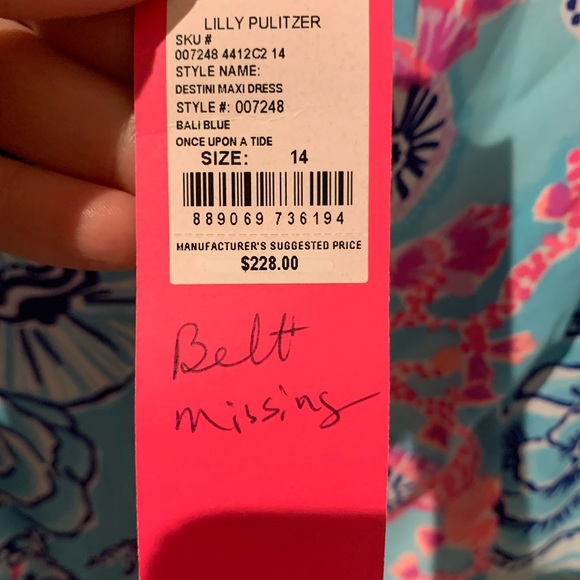 LILLY PULITZER
SKU #
007248 4412C2 14
STYLE NAME:
DESTINI MAXI DRESS
STYLE #: 007248
BALI BLUE
ONCE UPON A TIDE
SIZE: 14
889069 736194
MANUFACTURER'S SUGGESTED PRICE
$228.00
Belt
missing